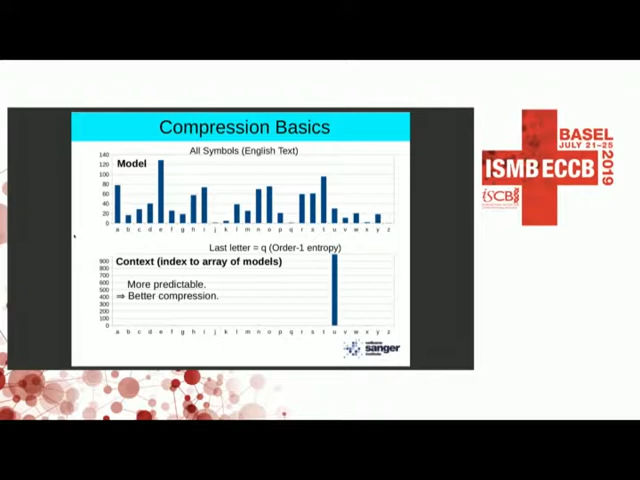 Compression Basics
All Symbols (English Text)
Model
140
120
100
80
60
40
20
0
a b c d e f g h i j k l m n o p q r s t u v w x y z
Last letter = q (Order-1 entropy)
Context (index to array of models)
More predictable.
⇒ Better compression.
900
800
700
600
500
400
300
200
100
0
a b c d e f g h i j k l m n o p q r s t u v w x y z
sanger
institute
BASEL
JULY 21-25
2019
ISMB ECCB
iSCB